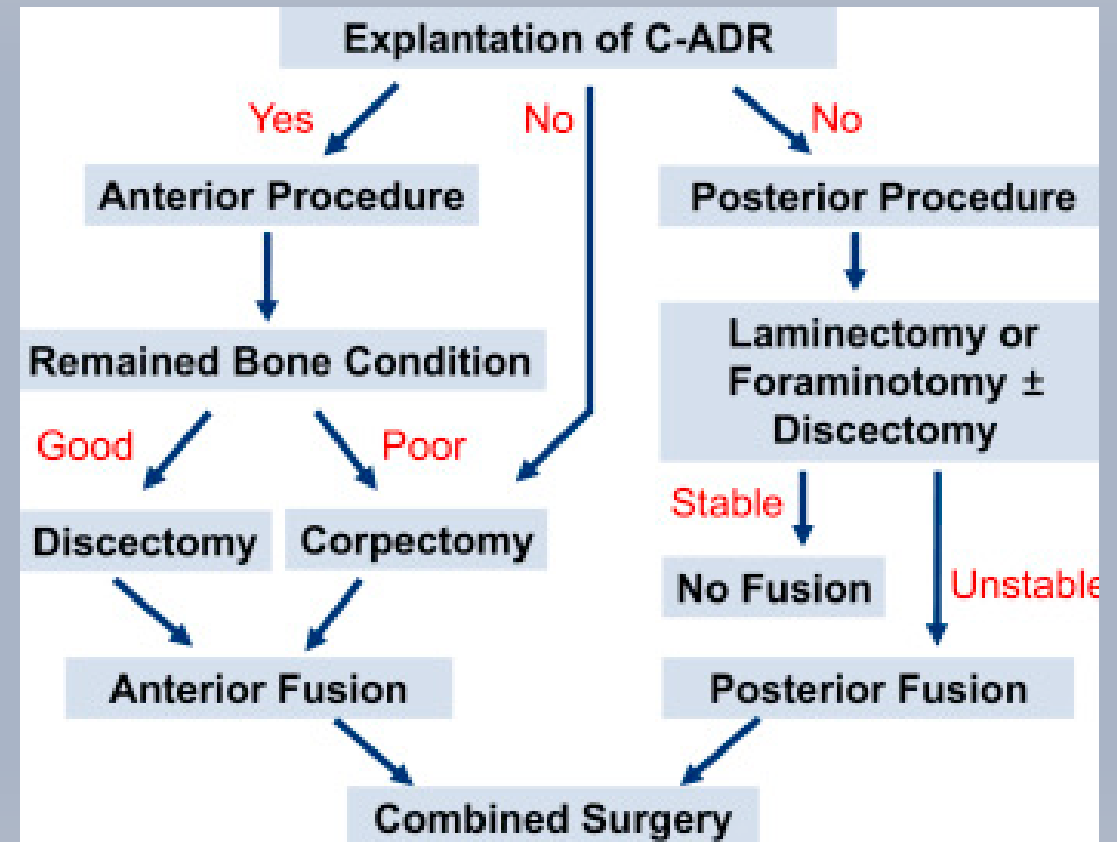 Explantation of C-ADR
Yes
No
No
Anterior Procedure
Posterior Procedure
Remained Bone Condition
Laminectomy or
Foraminotomy ±
Discectomy
Good
Poor
Stable
Discectomy
Corpectomy
No Fusion
Unstable
Anterior Fusion
Posterior Fusion
Combined Surgery